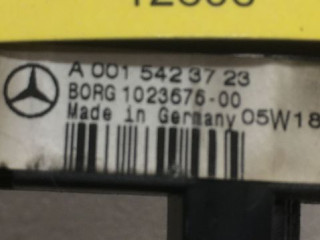 A 001 542 37 23
BORG 1023676-00
Made in Germany 05W18